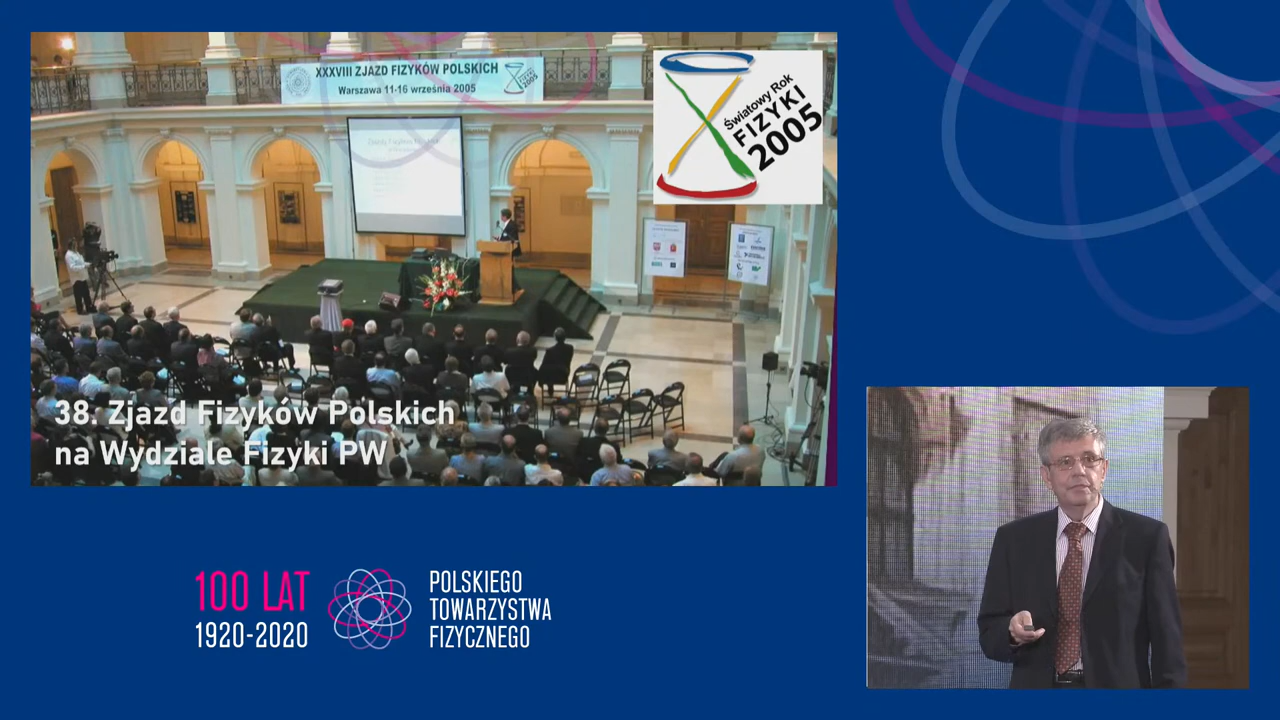 XXXVIII ZJAZD FIZYKÓW POLSKICH
Warszawa 11-16 września 2005
Światowy Rok
FIZYKI
2005
38. Zjazd Fizyków Polskich
na Wydziale Fizyki PW
100 LAT
1920-2020
POLSKIEGO
TOWARZYSTWA
FIZYCZNEGO